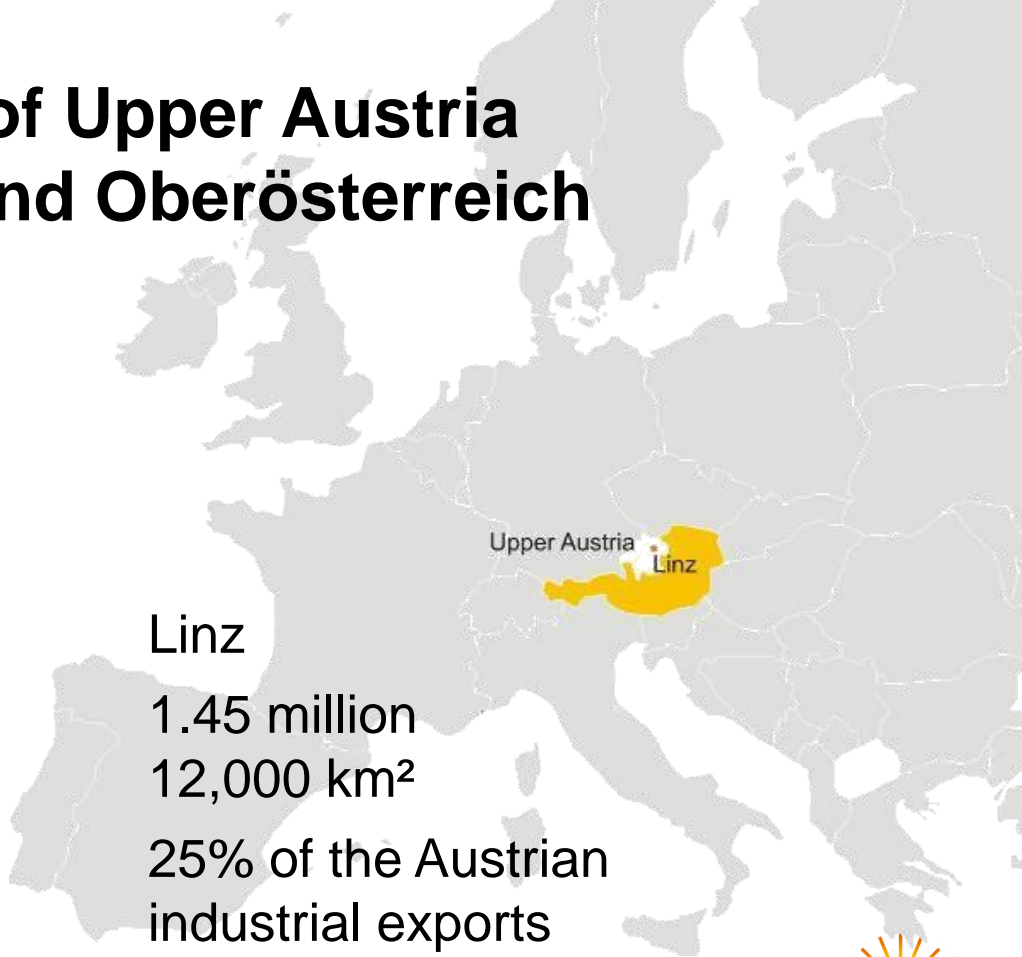 of Upper Austria
nd Oberösterreich
Upper Austria
Linz
Linz
1.45 million
12,000 km²
25% of the Austrian
industrial exports